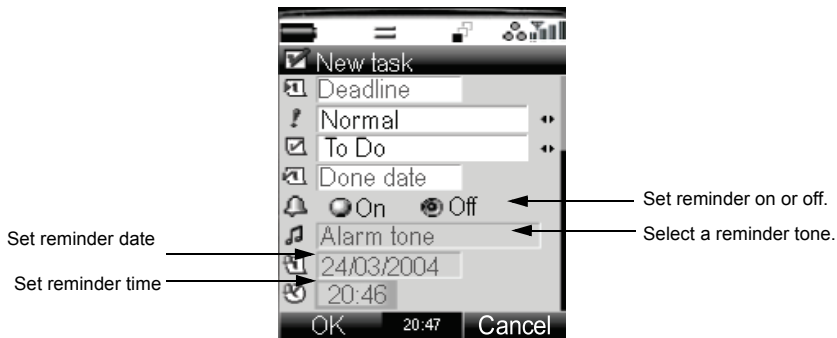 New task
Deadline
Normal
To Do
Done date
On Off
Set reminder on or off.
Alarm tone
Select a reminder tone.
Set reminder date
24/03/2004
Set reminder time
20:46
OK 20:47 Cancel